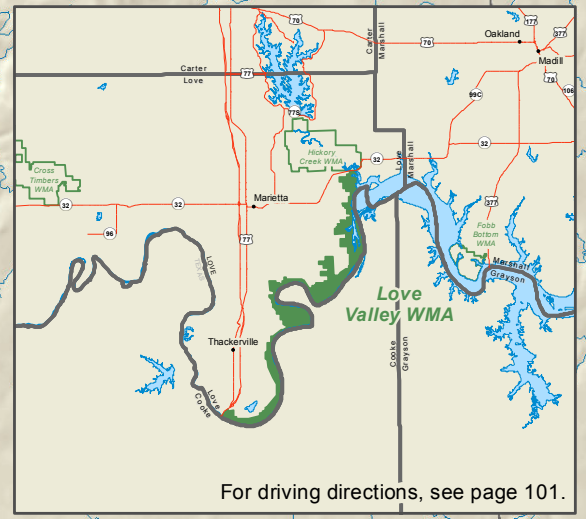 70
177
377
Oakland
70
Carter
Marshall
Madill
Carter
Love
77
70
99C
106
77S
32
Hickory
Creek WMA
32
Love
Marshall
Cross
Timbers
WMA
32
32
Marietta
377
96
77
Fobb
Bottom
WMA
LOVE
TEXAS
Marshall
Grayson
Love
Valley WMA
Thackerville
Cooke
Grayson
Love
Cooke
For driving directions, see page 101.